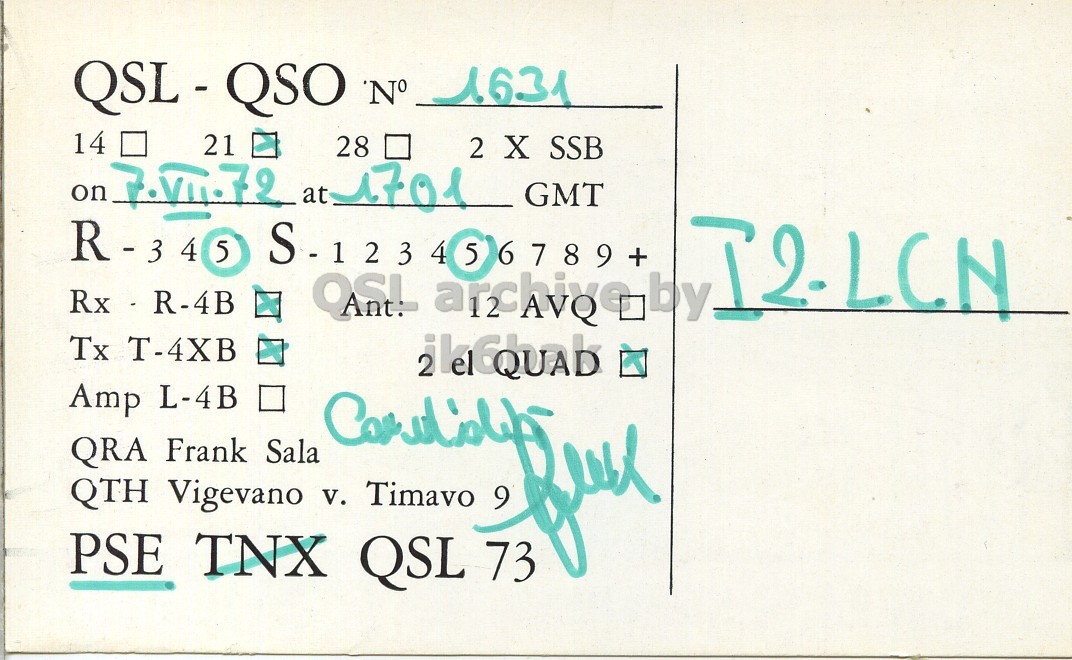 QSL - QSO Nº 1631
14 21 28 2 X SSB
on 7.VII.72 at 1701 GMT
R - 3 4 5 S - 1 2 3 4 5 6 7 8 9 +
Rx - R-4B Ant: 12 AVQ
Tx T-4XB 2 el QUAD
Amp L-4B
QRA Frank Sala
QTH Vigevano v. Timavo 9
PSE TNX QSL 73
I2-LCN
QSL archive by
ik6bak